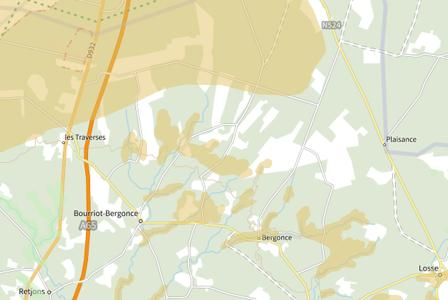 N524
D932
les Traverses
Plaisance
Bourriot-Bergonce
A65
Bergonce
Losse
Retjons